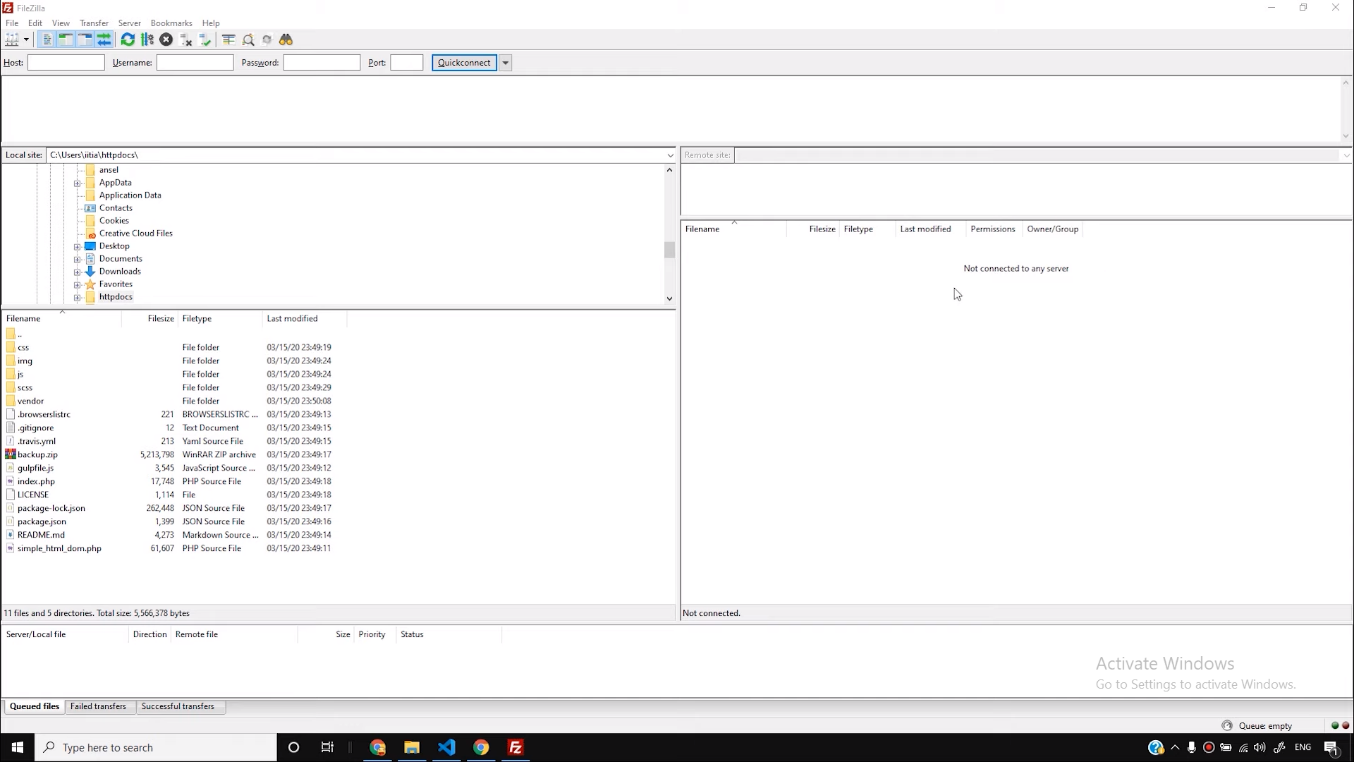 FileZilla
File Edit View Transfer Server Bookmarks Help
Host: Username: Password: Port: Quickconnect
Local site: C:\Users\iitia\httpdocs\
Remote site:
ansel
AppData
Application Data
Contacts
Cookies
Creative Cloud Files
Desktop
Documents
Downloads
Favorites
httpdocs
Filename Filesize Filetype Last modified
..
css File folder 03/15/20 23:49:19
img File folder 03/15/20 23:49:24
js File folder 03/15/20 23:49:24
scss File folder 03/15/20 23:49:29
vendor File folder 03/15/20 23:50:08
.browserslistrc 221 BROWSERSLISTRC ... 03/15/20 23:49:13
.gitignore 12 Text Document 03/15/20 23:49:15
.travis.yml 213 Yaml Source File 03/15/20 23:49:15
backup.zip 5,213,798 WinRAR ZIP archive 03/15/20 23:49:17
gulpfile.js 3,545 JavaScript Source ... 03/15/20 23:49:12
index.php 17,748 PHP Source File 03/15/20 23:49:18
LICENSE 1,114 File 03/15/20 23:49:18
package-lock.json 262,448 JSON Source File 03/15/20 23:49:17
package.json 1,399 JSON Source File 03/15/20 23:49:16
README.md 4,273 Markdown Source ... 03/15/20 23:49:14
simple_html_dom.php 61,607 PHP Source File 03/15/20 23:49:11
11 files and 5 directories. Total size: 5,566,378 bytes
Filename Filesize Filetype Last modified Permissions Owner/Group
Not connected to any server
Not connected.
Server/Local file Direction Remote file Size Priority Status
Activate Windows
Go to Settings to activate Windows.
Queued files Failed transfers Successful transfers
Queue: empty
Type here to search
ENG
1